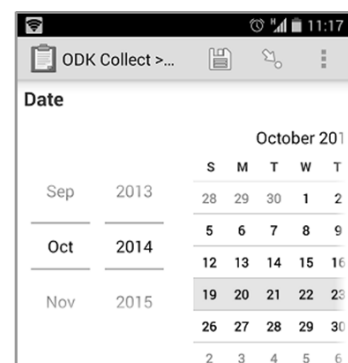 H 11:17
ODK Collect >...
Date
October 201
S M T W T
Sep 2013 28 29 30 1 2
5 6 7 8 9
Oct 2014 12 13 14 15 16
19 20 21 22 23
Nov 2015 26 27 28 29 30
2 3 4 5 6